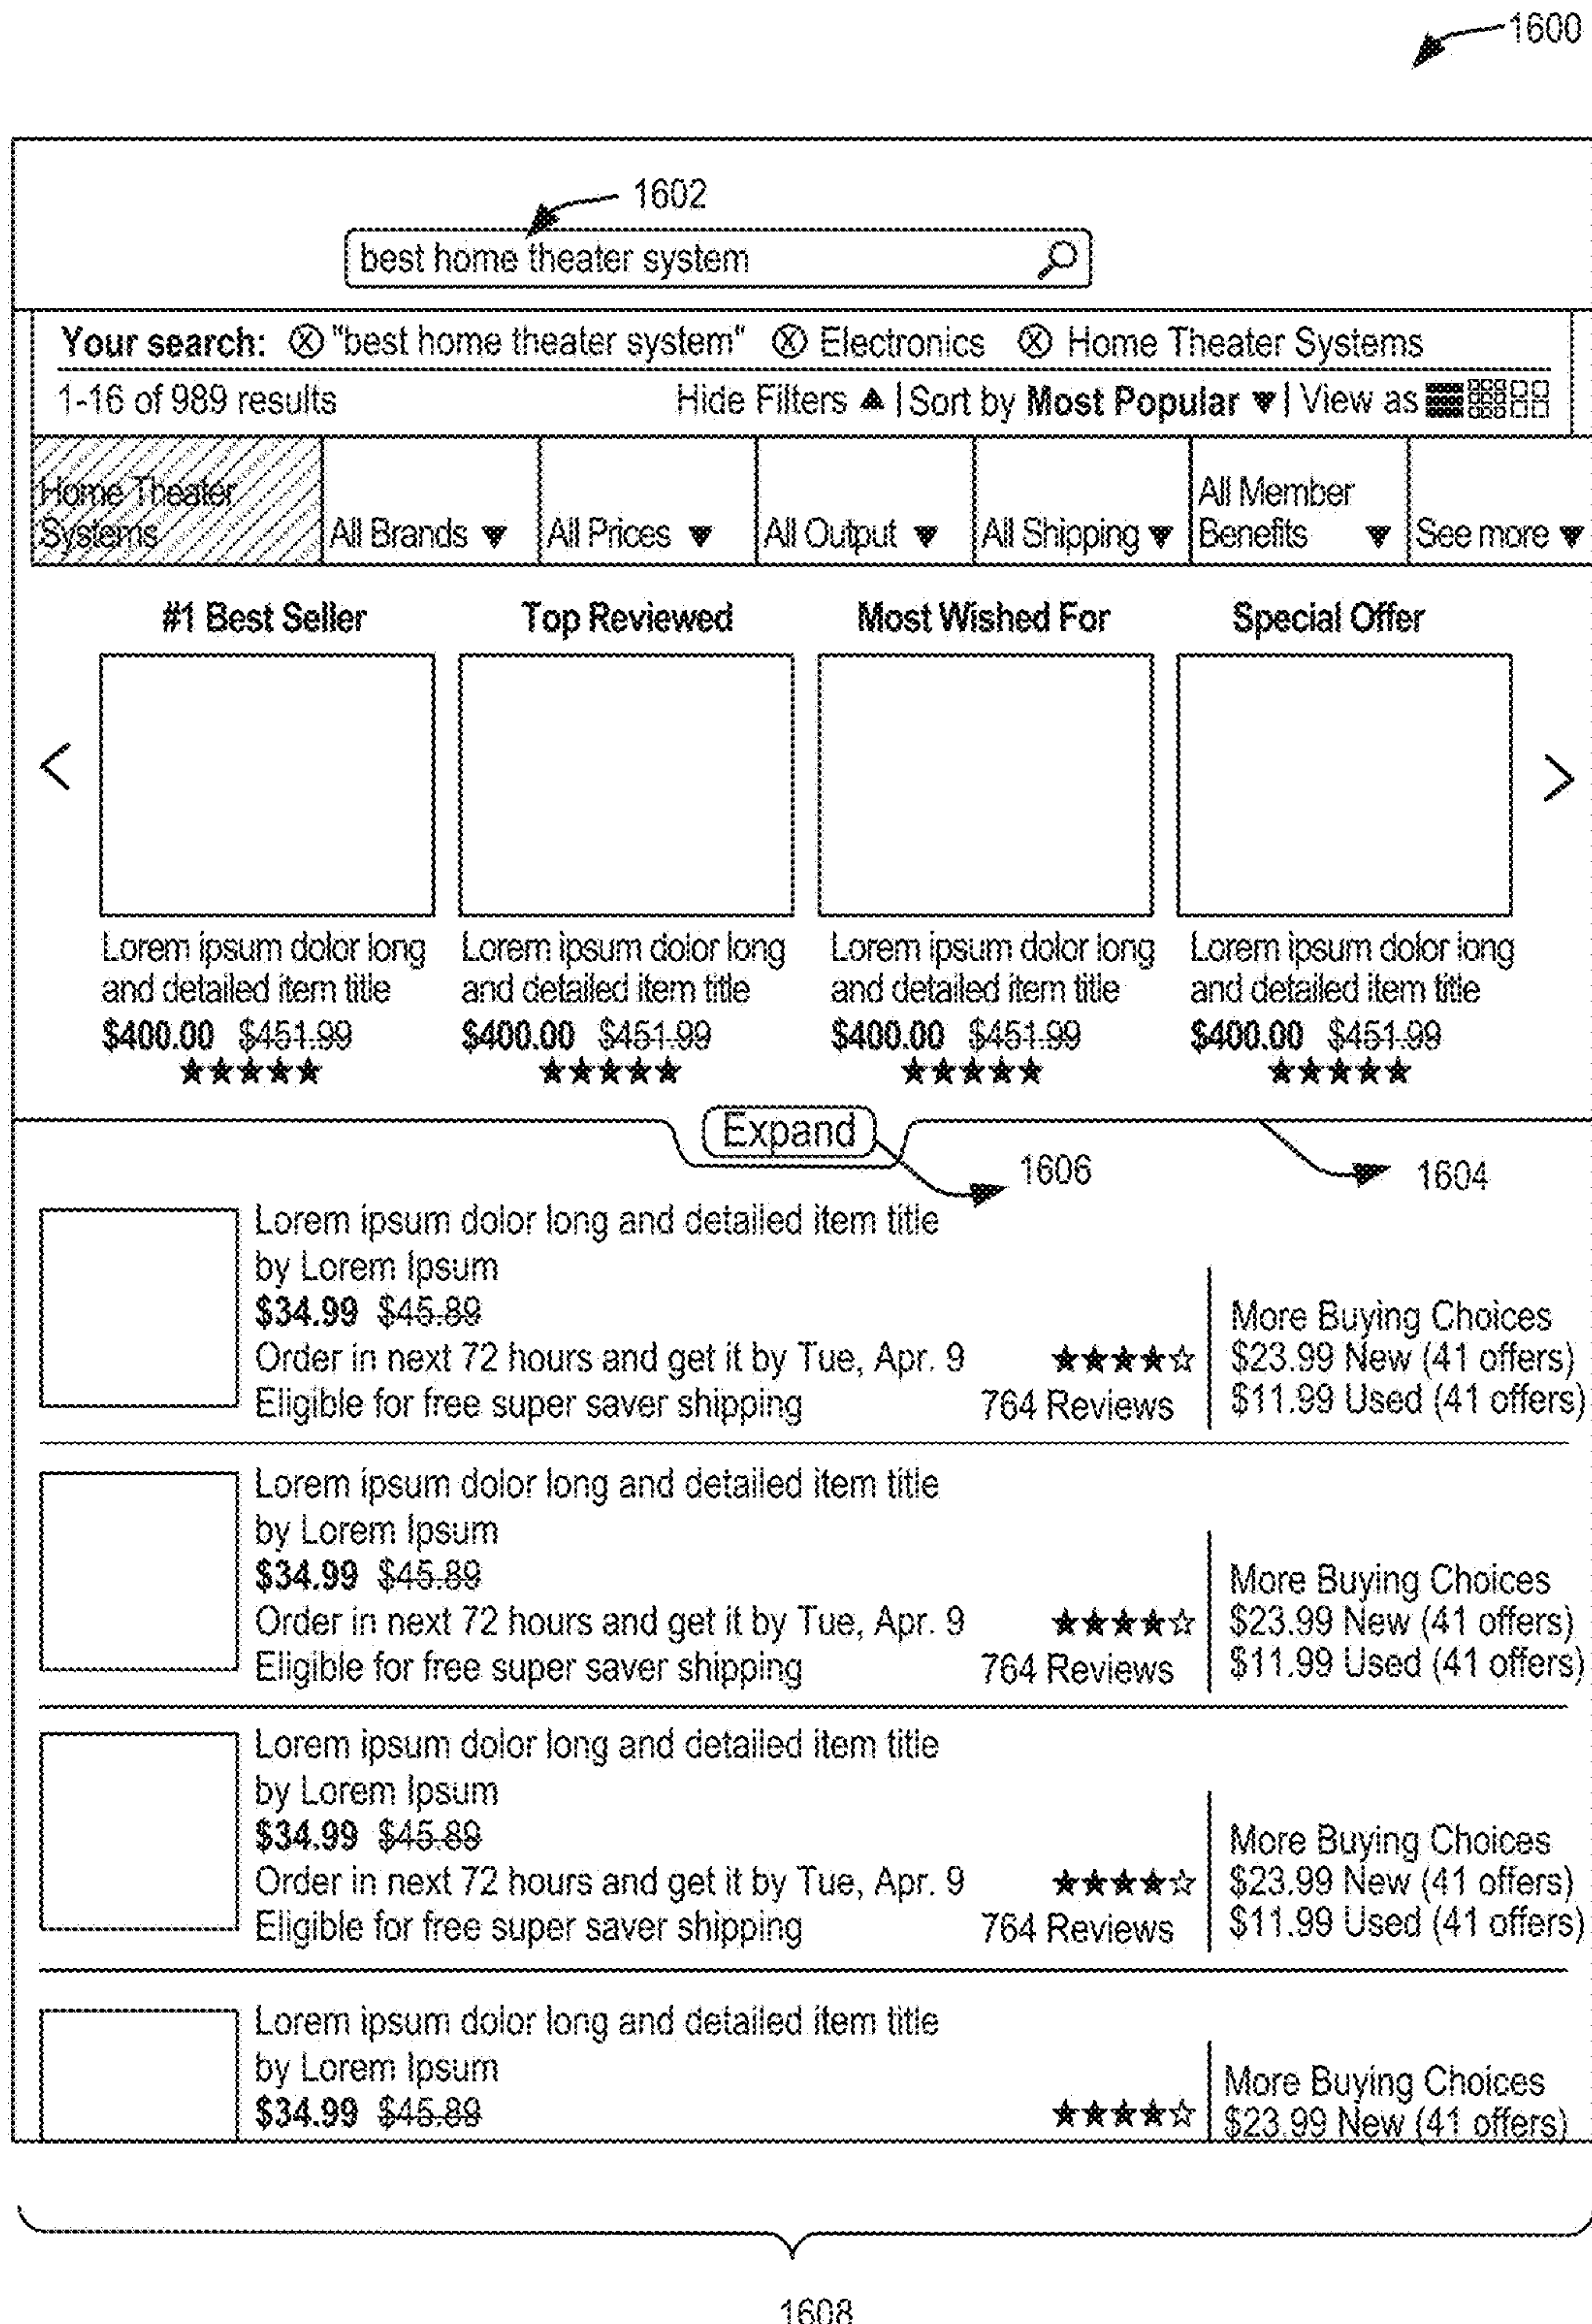 1600
1602
best home theater system
Your search: ⓧ "best home theater system" ⓧ Electronics ⓧ Home Theater Systems
1-16 of 989 results Hide Filters ▲ | Sort by Most Popular ▼ | View as
Home Theater Systems All Brands ▼ All Prices ▼ All Output ▼ All Shipping ▼ All Member Benefits ▼ See more ▼
#1 Best Seller Top Reviewed Most Wished For Special Offer
< >
Lorem ipsum dolor long Lorem ipsum dolor long Lorem ipsum dolor long Lorem ipsum dolor long
and detailed item title and detailed item title and detailed item title and detailed item title
$400.00 $451.99 $400.00 $451.99 $400.00 $451.99 $400.00 $451.99
★★★★★ ★★★★★ ★★★★★ ★★★★★
Expand
1606 1604
Lorem ipsum dolor long and detailed item title
by Lorem Ipsum
$34.99 $45.89 More Buying Choices
Order in next 72 hours and get it by Tue, Apr. 9 ★★★★☆ $23.99 New (41 offers)
Eligible for free super saver shipping 764 Reviews $11.99 Used (41 offers)
Lorem ipsum dolor long and detailed item title
by Lorem Ipsum
$34.99 $45.89 More Buying Choices
Order in next 72 hours and get it by Tue, Apr. 9 ★★★★☆ $23.99 New (41 offers)
Eligible for free super saver shipping 764 Reviews $11.99 Used (41 offers)
Lorem ipsum dolor long and detailed item title
by Lorem Ipsum
$34.99 $45.89 More Buying Choices
Order in next 72 hours and get it by Tue, Apr. 9 ★★★★☆ $23.99 New (41 offers)
Eligible for free super saver shipping 764 Reviews $11.99 Used (41 offers)
Lorem ipsum dolor long and detailed item title
by Lorem Ipsum More Buying Choices
$34.99 $45.89 ★★★★☆ $23.99 New (41 offers)
1608